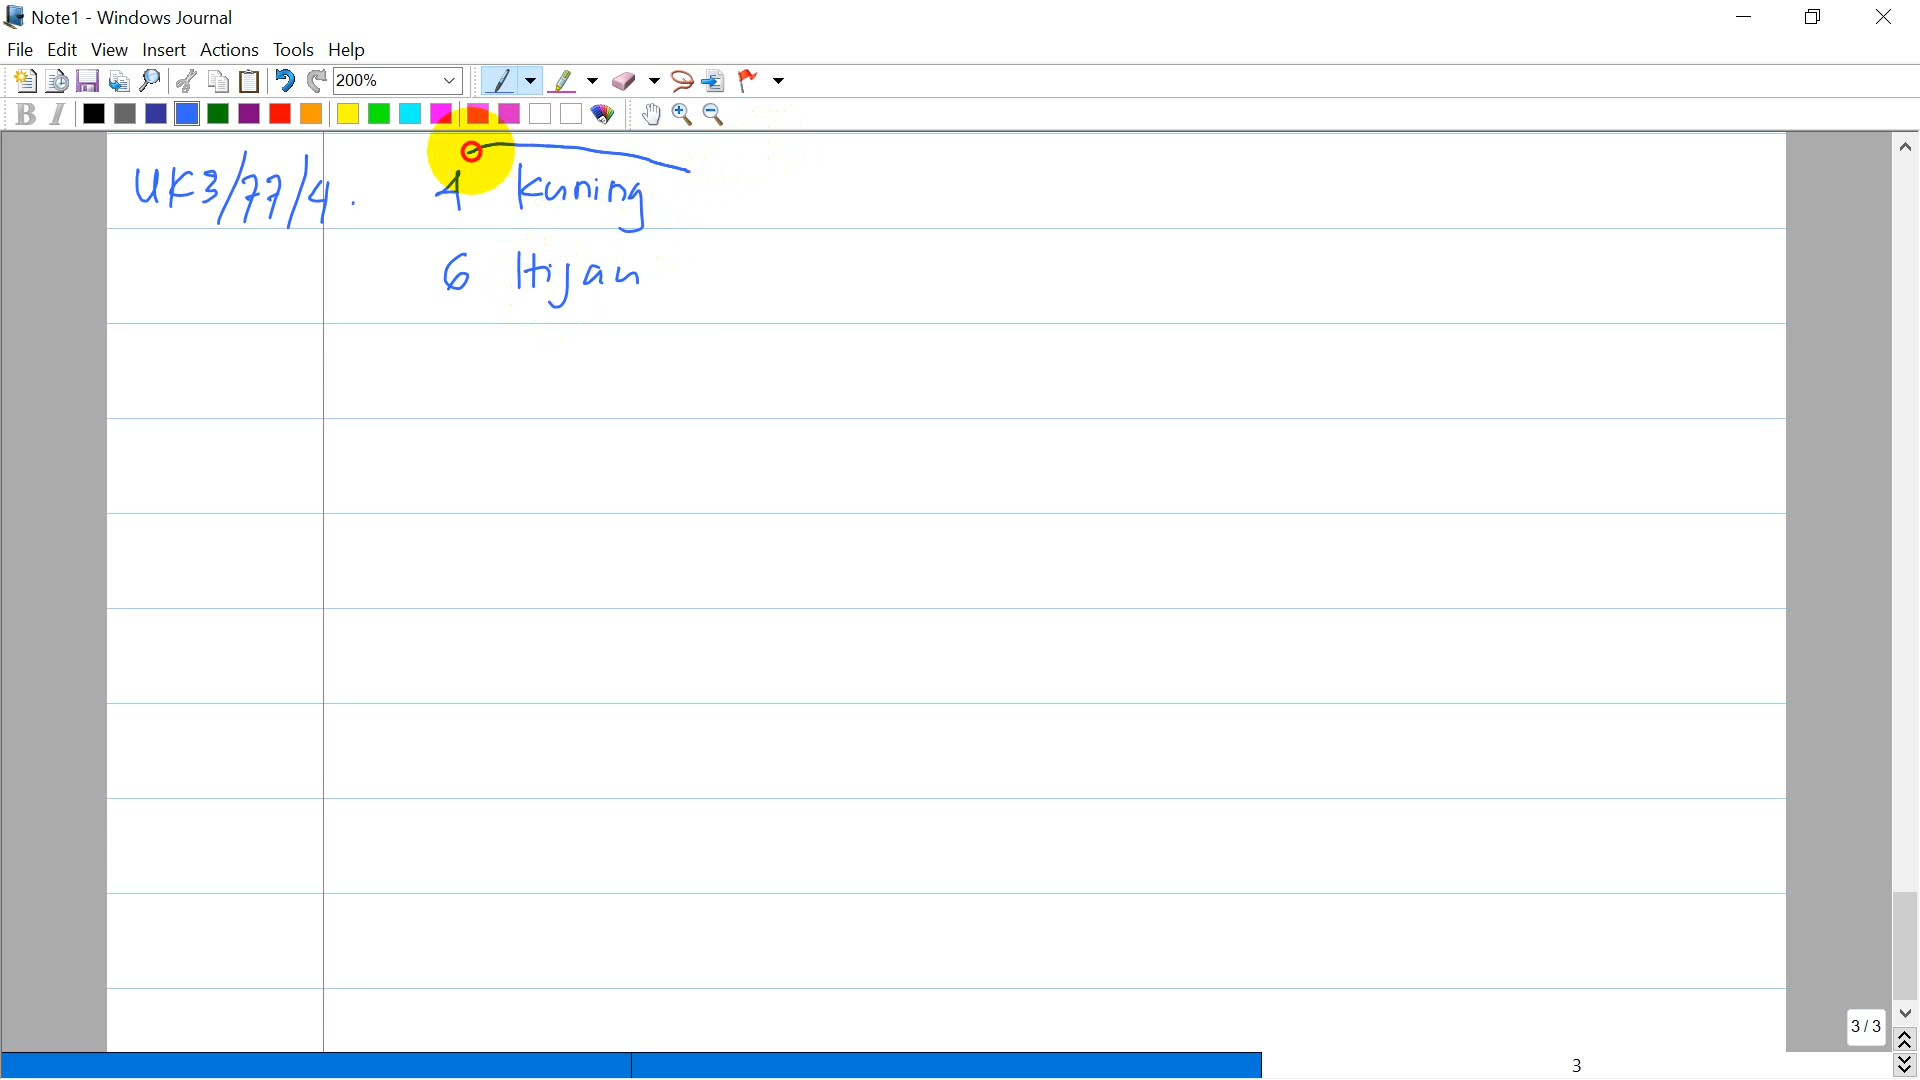 Note1 - Windows Journal
File Edit View Insert Actions Tools Help
200%
B I
UK3/77/4. 4 Kuning
6 Hijau
3 / 3
3